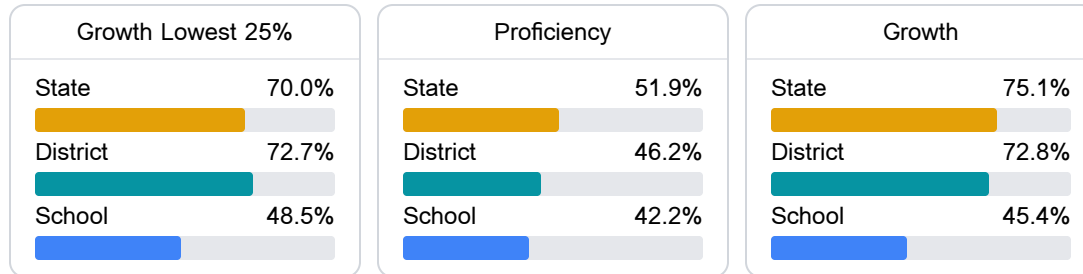 Growth Lowest 25%
State 70.0%
District 72.7%
School 48.5%
Proficiency
State 51.9%
District 46.2%
School 42.2%
Growth
State 75.1%
District 72.8%
School 45.4%